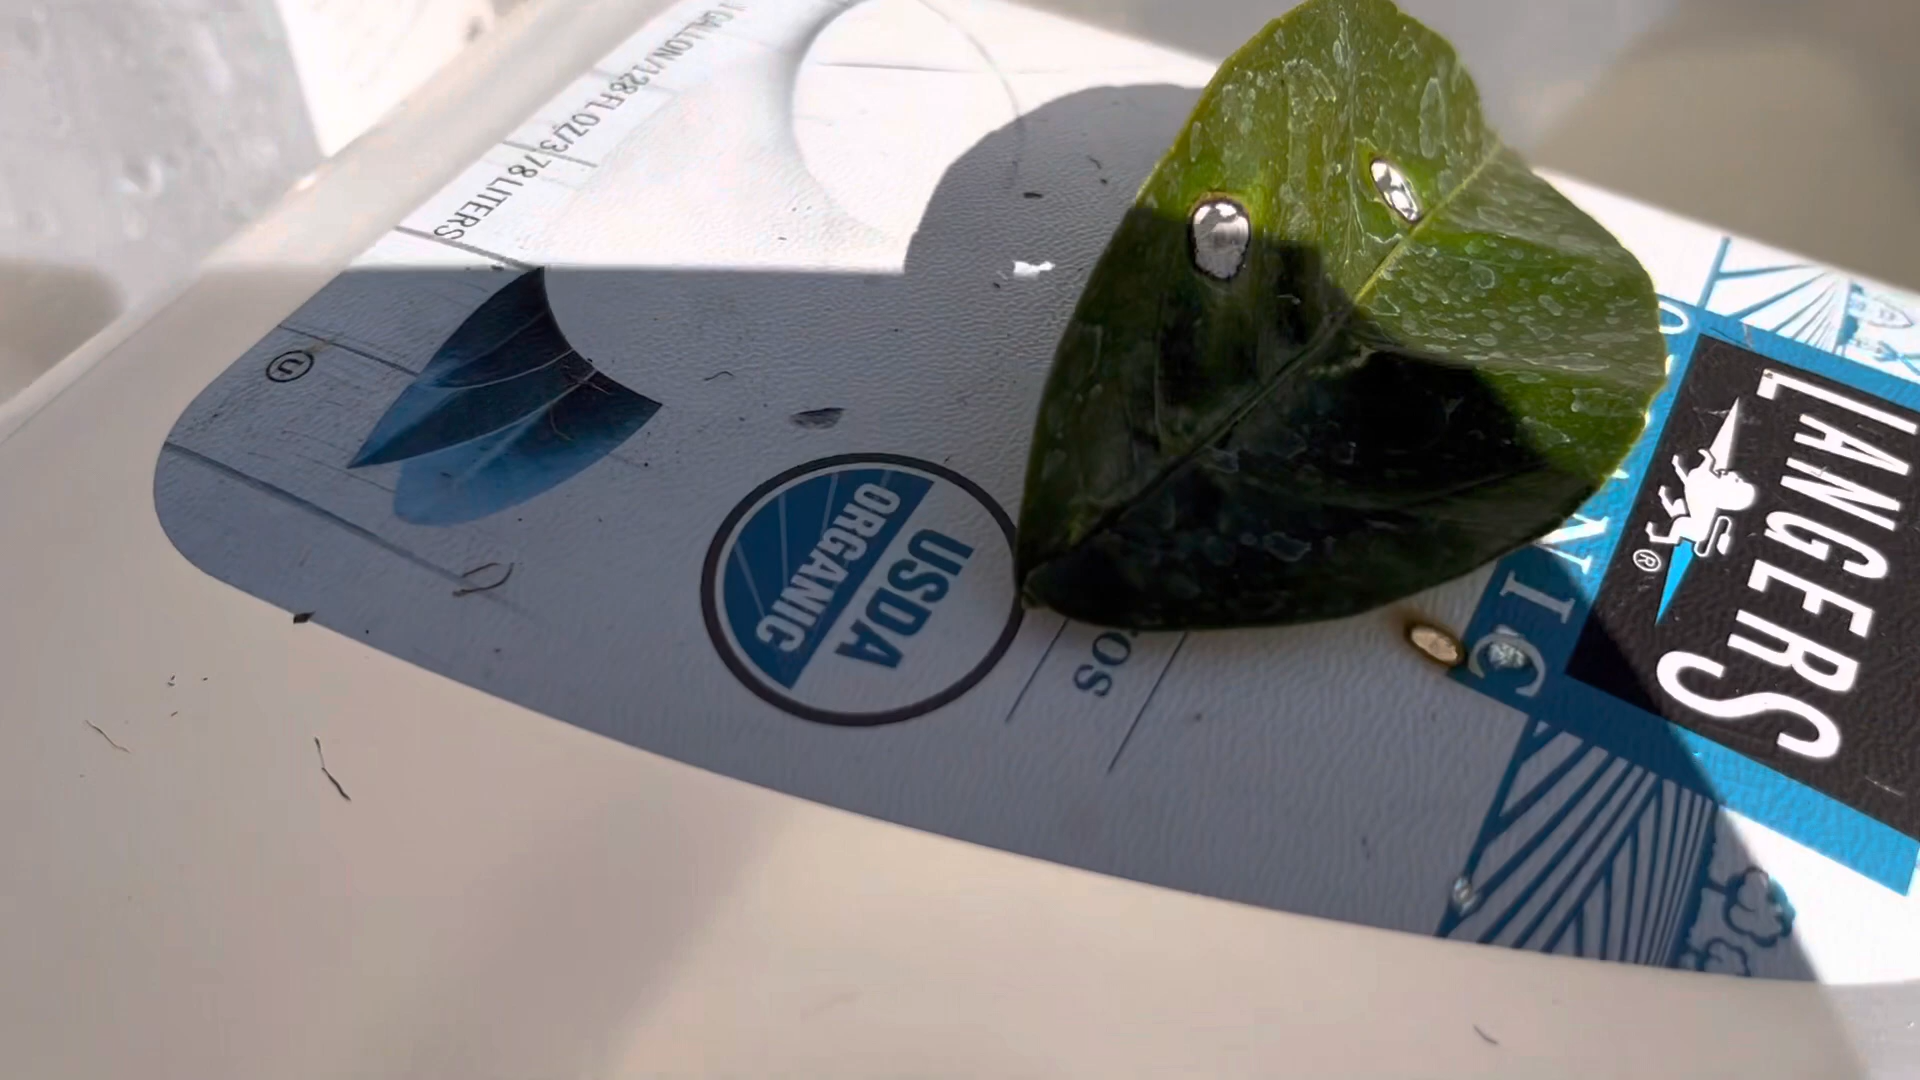 1 GALLON/128 FL OZ/3.78 LITERS
U
USDA
ORGANIC
LANGERS
®